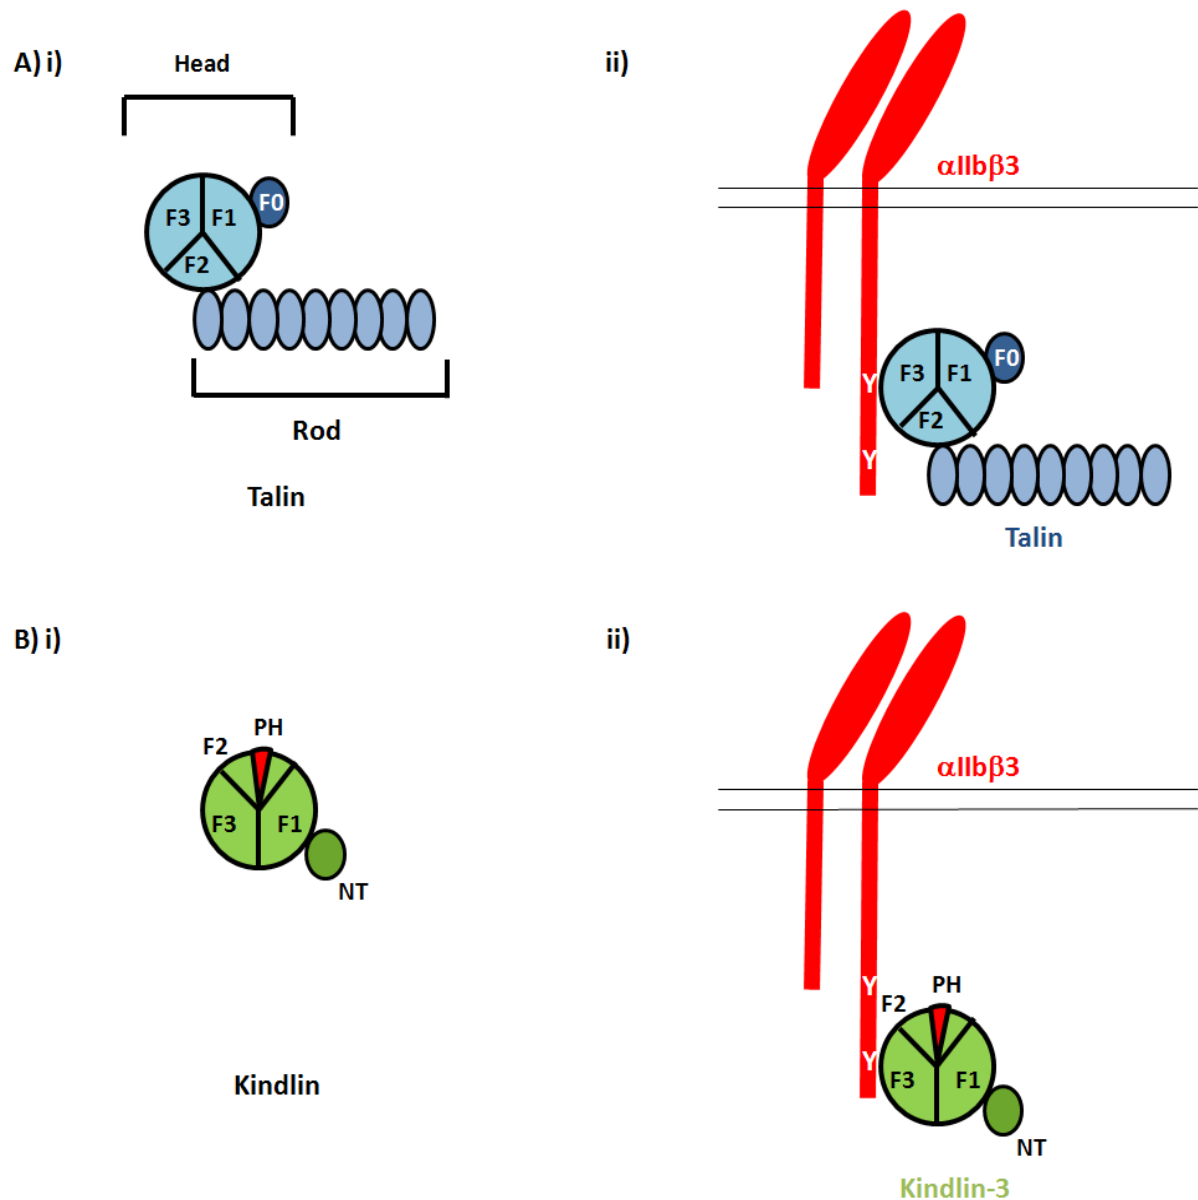 A) i)
Head
F3
F1
F0
F2
Rod
Talin
ii)
αIIbβ3
Y
F3
F1
F0
F2
Y
Talin
B) i)
PH
F2
F3
F1
NT
Kindlin
ii)
αIIbβ3
Y
PH
F2
Y
F3
F1
NT
Kindlin-3